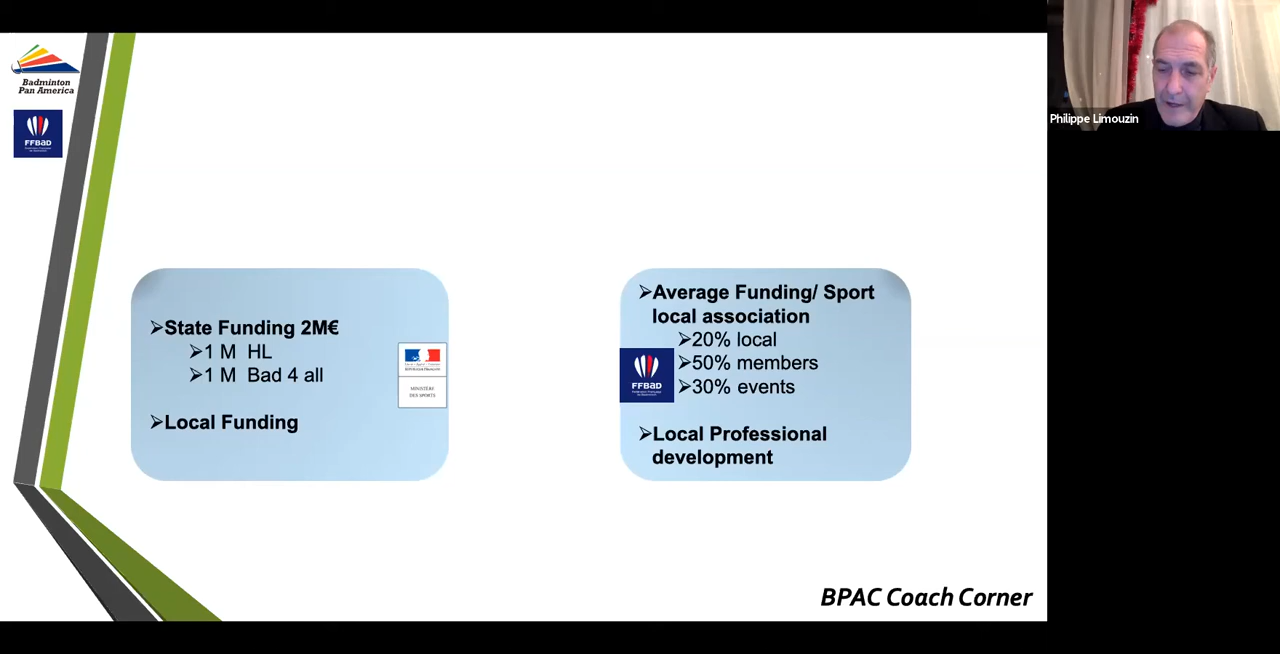 Badminton
Pan America
FFBaD
Philippe Limouzin
➢State Funding 2M€
➢1 M HL
➢1 M Bad 4 all
➢Local Funding
MINISTÈRE
DES SPORTS
➢Average Funding/ Sport
local association
➢20% local
➢50% members
➢30% events
FFBaD
➢Local Professional
development
BPAC Coach Corner